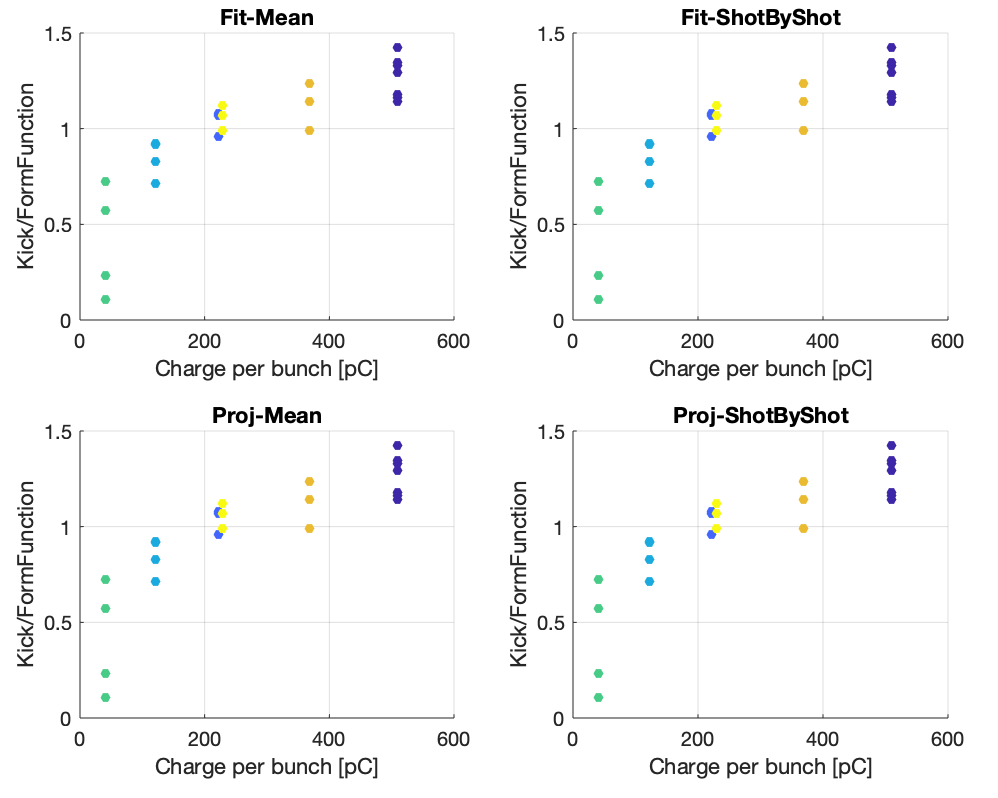 Fit-Mean
Kick/FormFunction
1.5
1
0.5
0
0 200 400 600
Charge per bunch [pC]
Fit-ShotByShot
Kick/FormFunction
1.5
1
0.5
0
0 200 400 600
Charge per bunch [pC]
Proj-Mean
Kick/FormFunction
1.5
1
0.5
0
0 200 400 600
Charge per bunch [pC]
Proj-ShotByShot
Kick/FormFunction
1.5
1
0.5
0
0 200 400 600
Charge per bunch [pC]